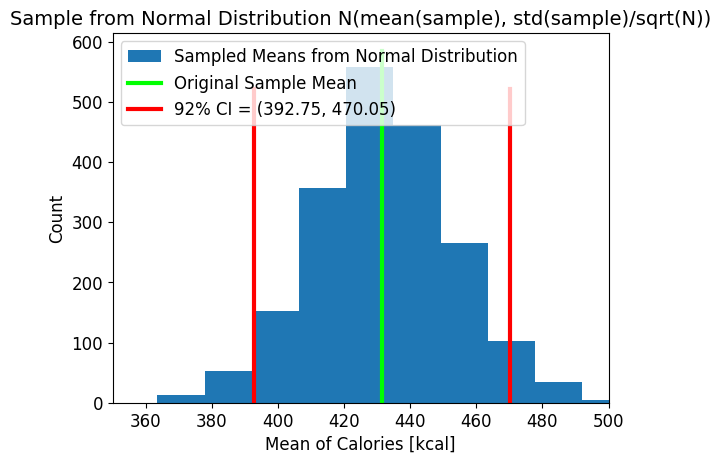 Sample from Normal Distribution N(mean(sample), std(sample)/sqrt(N))
Sampled Means from Normal Distribution
Original Sample Mean
92% CI = (392.75, 470.05)
600
500
400
300
200
100
0
Count
360 380 400 420 440 460 480 500
Mean of Calories [kcal]